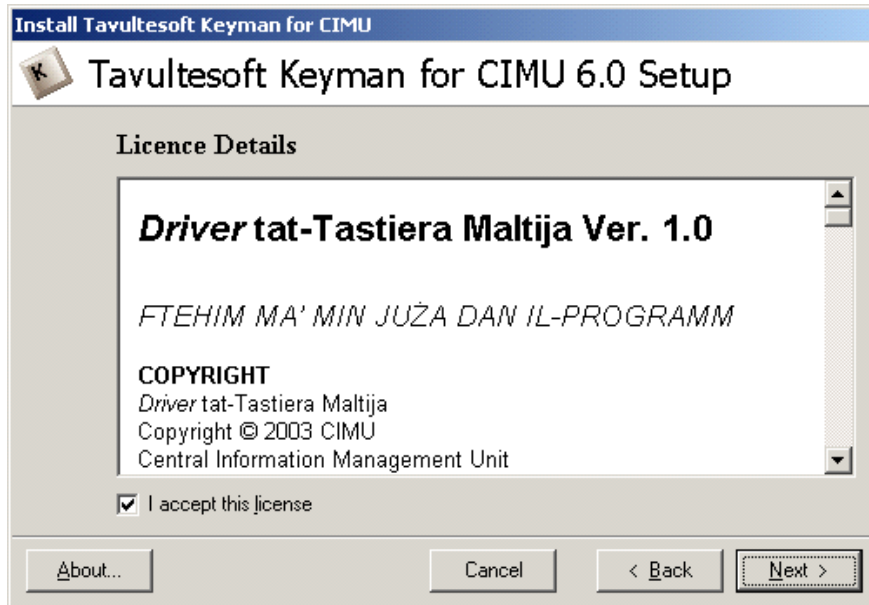 Install Tavultesoft Keyman for CIMU
K
Tavultesoft Keyman for CIMU 6.0 Setup
Licence Details
Driver tat-Tastiera Maltija Ver. 1.0
FTEHIM MA' MIN JUŻA DAN IL-PROGRAMM
COPYRIGHT
Driver tat-Tastiera Maltija
Copyright © 2003 CIMU
Central Information Management Unit
I accept this license
About...
Cancel
< Back
Next >